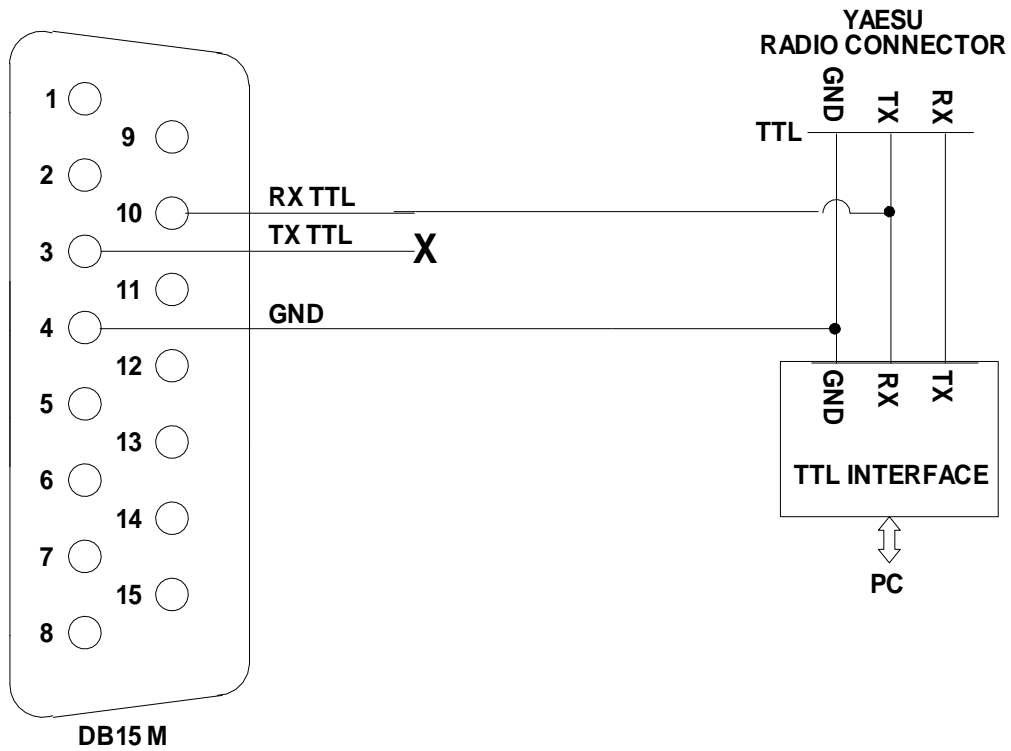 YAESU
RADIO CONNECTOR
GND TX RX
TTL
1
9
2
10 RX TTL
3 TX TTL X
11
4 GND
12
GND RX TX
5
13
TTL INTERFACE
6
14
7
PC
15
8
DB15 M